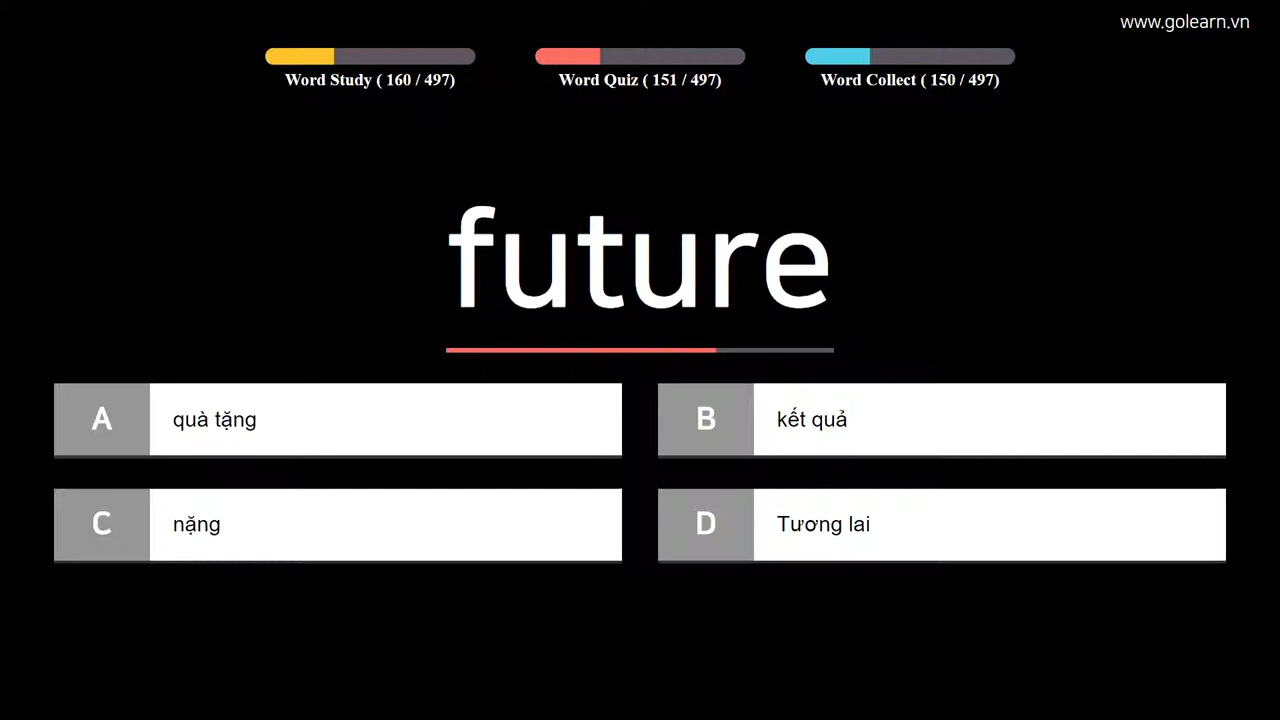 www.golearn.vn
Word Study ( 160 / 497)
Word Quiz ( 151 / 497)
Word Collect ( 150 / 497)
future
A quà tặng
B kết quả
C nặng
D Tương lai